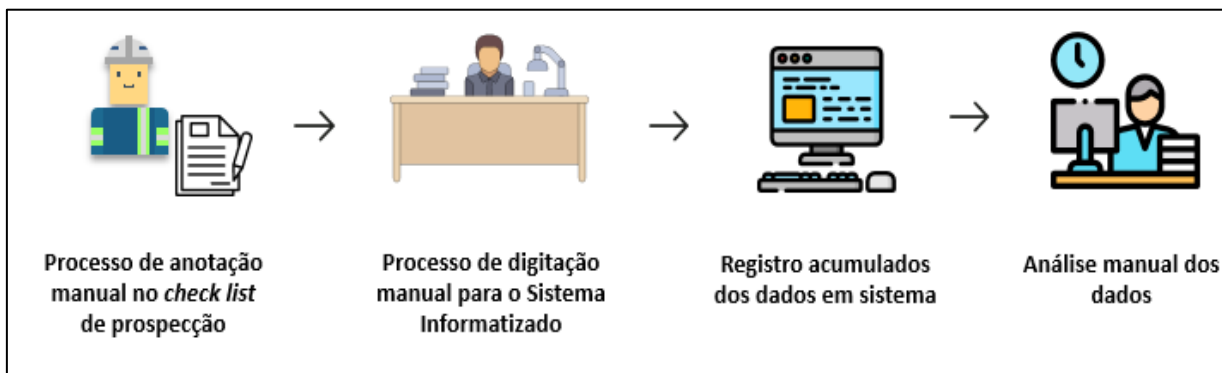 Processo de anotação
manual no check list
de prospecção
Processo de digitação
manual para o Sistema
Informatizado
Registro acumulados
dos dados em sistema
Análise manual dos
dados